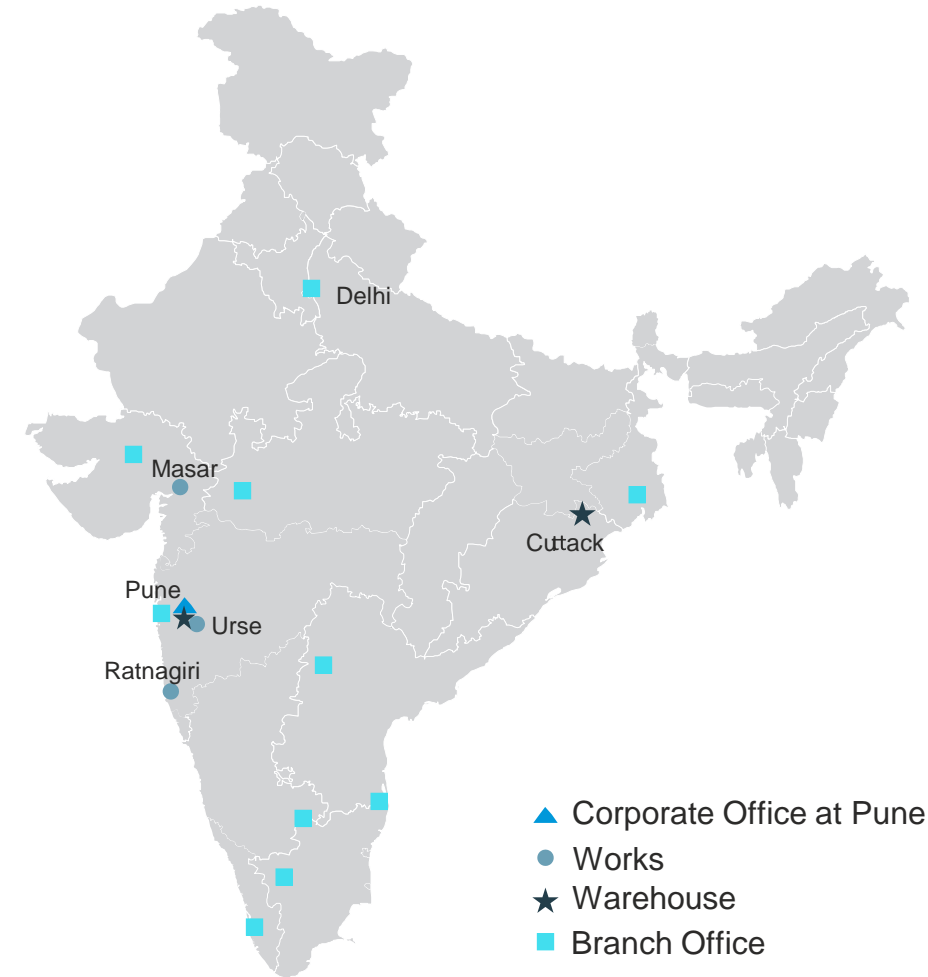 Delhi
Masar
Cuttack
Pune
Urse
Ratnagiri
Corporate Office at Pune
Works
Warehouse
Branch Office